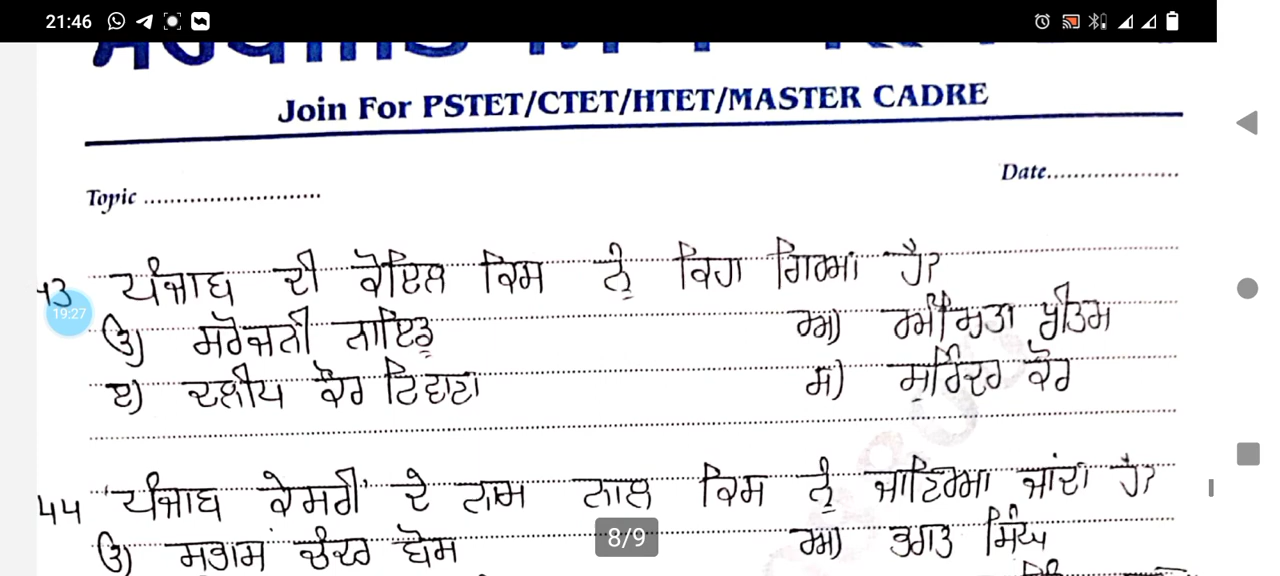 21:46
Join For PSTET/CTET/HTET/MASTER CADRE
Date....................
Topic ............................
43 ਪੰਜਾਬ ਦੀ ਕੋਇਲ ਕਿਸ ਨੂੰ ਕਿਹਾ ਗਿਆ ਹੈ?
19:27
ੳ) ਸਰੋਜਨੀ ਨਾਇਡੂ ਅ) ਅੰਮ੍ਰਿਤਾ ਪ੍ਰੀਤਮ
ੲ) ਦਲੀਪ ਕੌਰ ਟਿਵਾਣਾ ਸ) ਸੁਰਿੰਦਰ ਕੌਰ
44 'ਪੰਜਾਬ ਕੇਸਰੀ' ਦੇ ਨਾਮ ਨਾਲ ਕਿਸ ਨੂੰ ਜਾਣਿਆ ਜਾਂਦਾ ਹੈ?
ੳ) ਸੁਭਾਸ਼ ਚੰਦਰ ਬੋਸ ਅ) ਭਗਤ ਸਿੰਘ
8/9